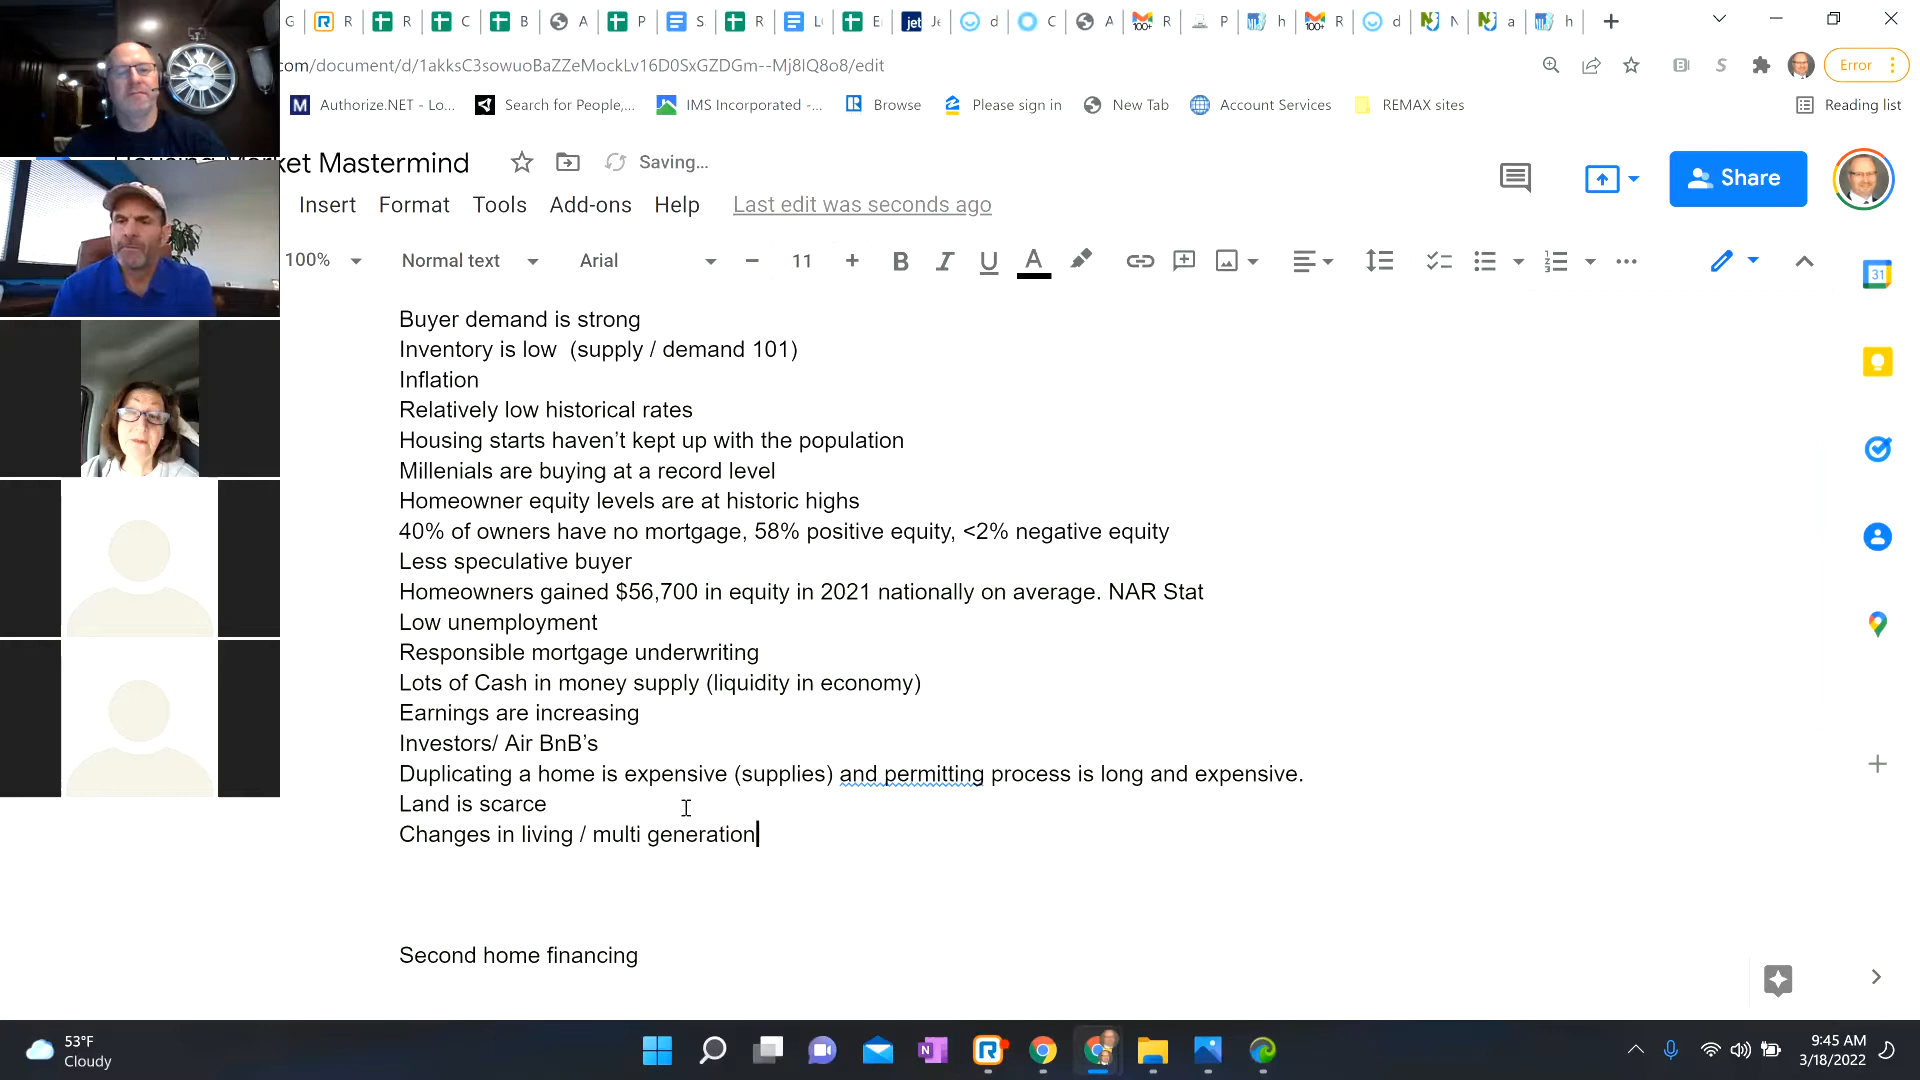 G R R C B A P S R L E Je d C A R P h R d N a h
com/document/d/1akksC3sowuoBaZZeMockLv16D0SxGZDGm--Mj8IQ8o8/edit
Error
Authorize.NET - Lo...
Search for People,...
IMS Incorporated -...
Browse
Please sign in
New Tab
Account Services
REMAX sites
Reading list
ket Mastermind
Saving...
Share
Insert Format Tools Add-ons Help Last edit was seconds ago
100% Normal text Arial 11
31
Buyer demand is strong
Inventory is low  (supply / demand 101)
Inflation
Relatively low historical rates
Housing starts haven’t kept up with the population
Millenials are buying at a record level
Homeowner equity levels are at historic highs
40% of owners have no mortgage, 58% positive equity, <2% negative equity
Less speculative buyer
Homeowners gained $56,700 in equity in 2021 nationally on average. NAR Stat
Low unemployment
Responsible mortgage underwriting
Lots of Cash in money supply (liquidity in economy)
Earnings are increasing
Investors/ Air BnB’s
Duplicating a home is expensive (supplies) and permitting process is long and expensive.
Land is scarce
Changes in living / multi generation
Second home financing
53°F
Cloudy
9:45 AM
3/18/2022